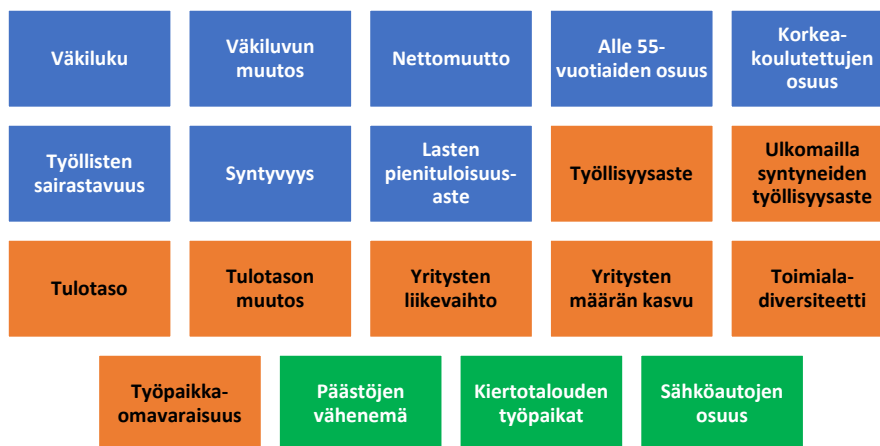 Väkiluku
Väkiluvun
muutos
Nettomuutto
Alle 55-
vuotiaiden osuus
Korkea-
koulutettujen
osuus
Työllisten
sairastavuus
Syntyvyys
Lasten
pienituloisuus-
aste
Työllisyysaste
Ulkomailla
syntyneiden
työllisyysaste
Tulotaso
Tulotason
muutos
Yritysten
liikevaihto
Yritysten
määrän kasvu
Toimiala-
diversiteetti
Työpaikka-
omavaraisuus
Päästöjen
vähenemä
Kiertotalouden
työpaikat
Sähköautojen
osuus